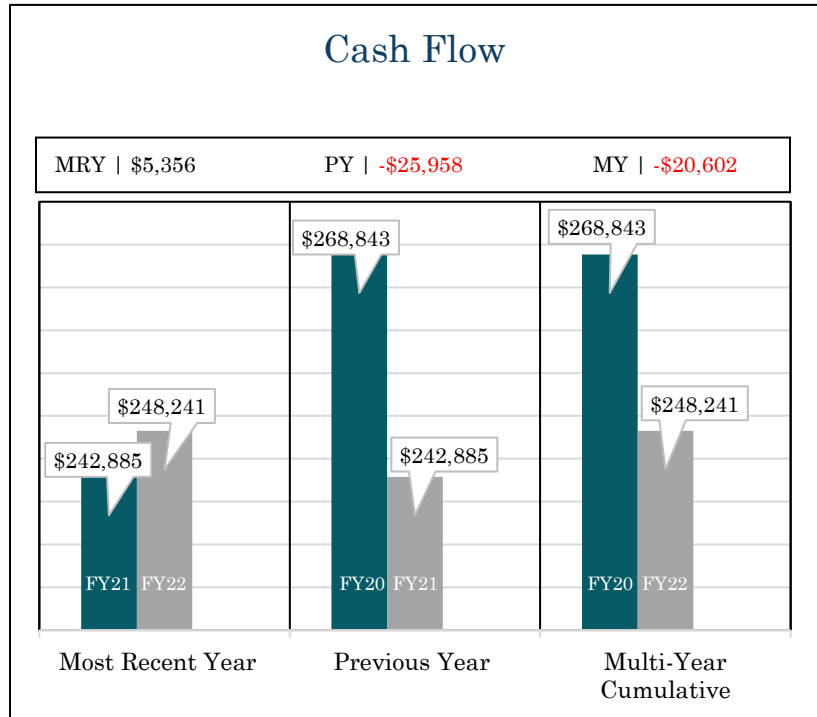 Cash Flow
MRY | $5,356 PY | -$25,958 MY | -$20,602
$268,843
$268,843
$248,241
$248,241
$242,885
$242,885
FY21 FY22 FY20 FY21 FY20 FY22
Most Recent Year Previous Year Multi-Year
Cumulative